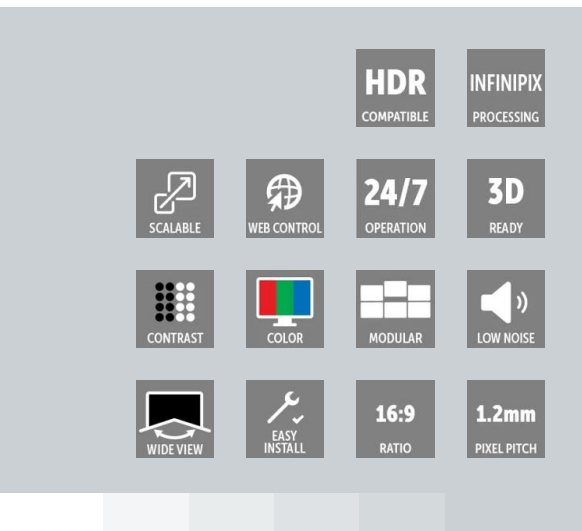 HDR
COMPATIBLE
INFINIPIX
PROCESSING
SCALABLE
WEB CONTROL
24/7
OPERATION
3D
READY
CONTRAST
COLOR
MODULAR
LOW NOISE
WIDE VIEW
EASY
INSTALL
16:9
RATIO
1.2mm
PIXEL PITCH